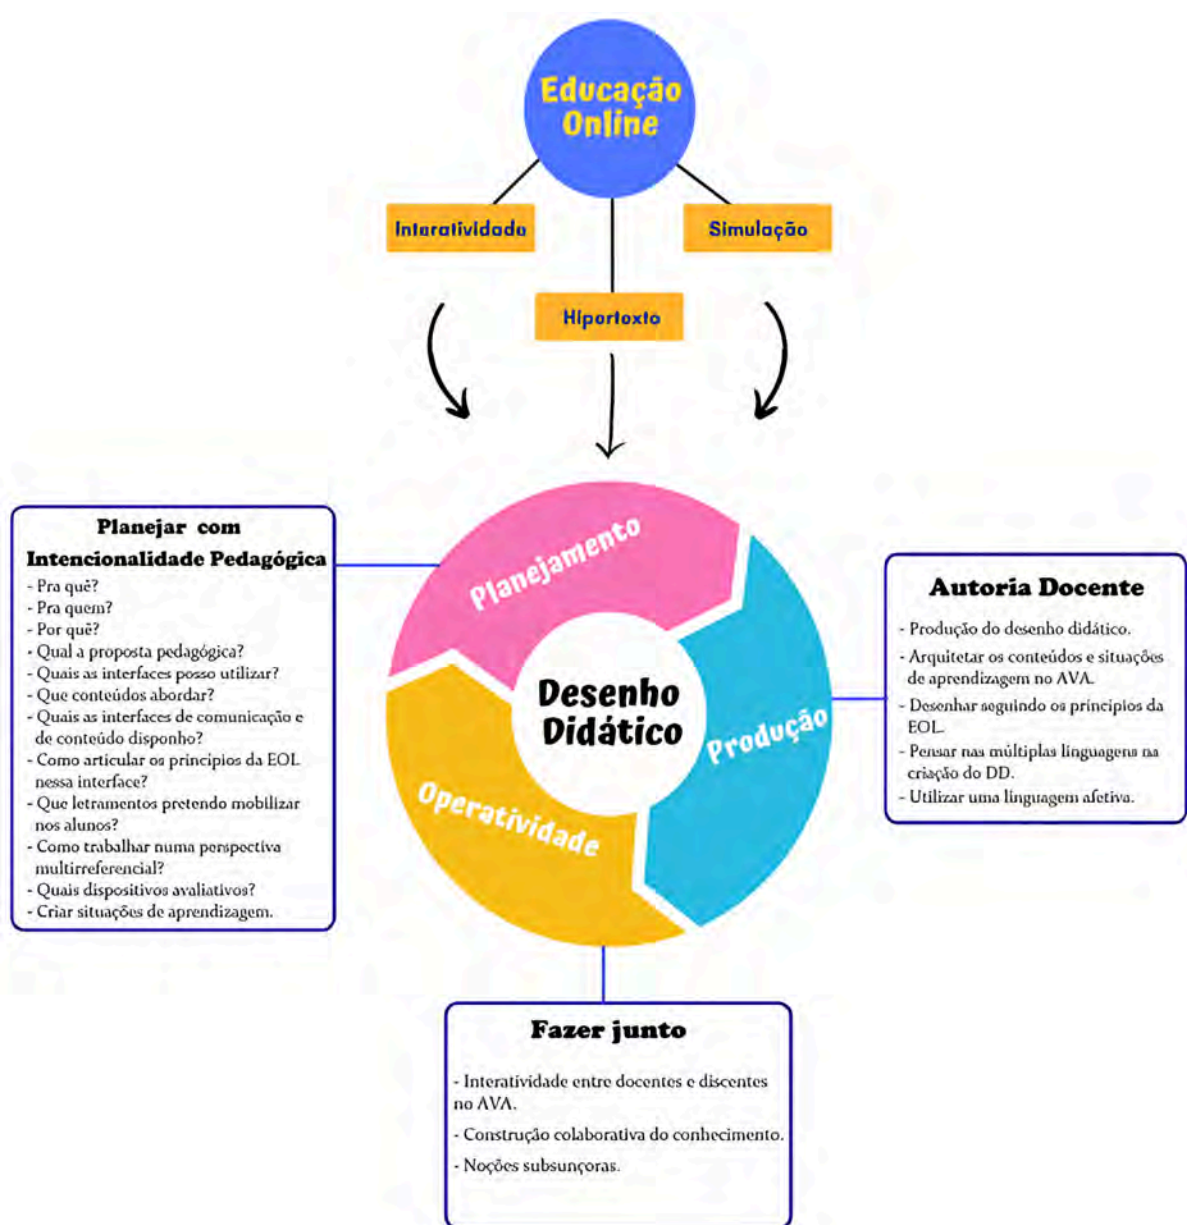 Educação
Online
Interatividade
Simulação
Hipertexto
Planejar com
Intencionalidade Pedagógica
- Pra quê?
- Pra quem?
- Por quê?
- Qual a proposta pedagógica?
- Quais as interfaces posso utilizar?
- Que conteúdos abordar?
- Quais as interfaces de comunicação e
de conteúdo disponho?
- Como articular os princípios da EOL
nessa interface?
- Que letramentos pretendo mobilizar
nos alunos?
- Como trabalhar numa perspectiva
multirreferencial?
- Quais dispositivos avaliativos?
- Criar situações de aprendizagem.
Planejamento
Desenho
Didático
Produção
Operatividade
Autoria Docente
- Produção do desenho didático.
- Arquitetar os conteúdos e situações
de aprendizagem no AVA.
- Desenhar seguindo os princípios da
EOL.
- Pensar nas múltiplas linguagens na
criação do DD.
- Utilizar uma linguagem afetiva.
Fazer junto
- Interatividade entre docentes e discentes
no AVA.
- Construção colaborativa do conhecimento.
- Noções subsunçoras.